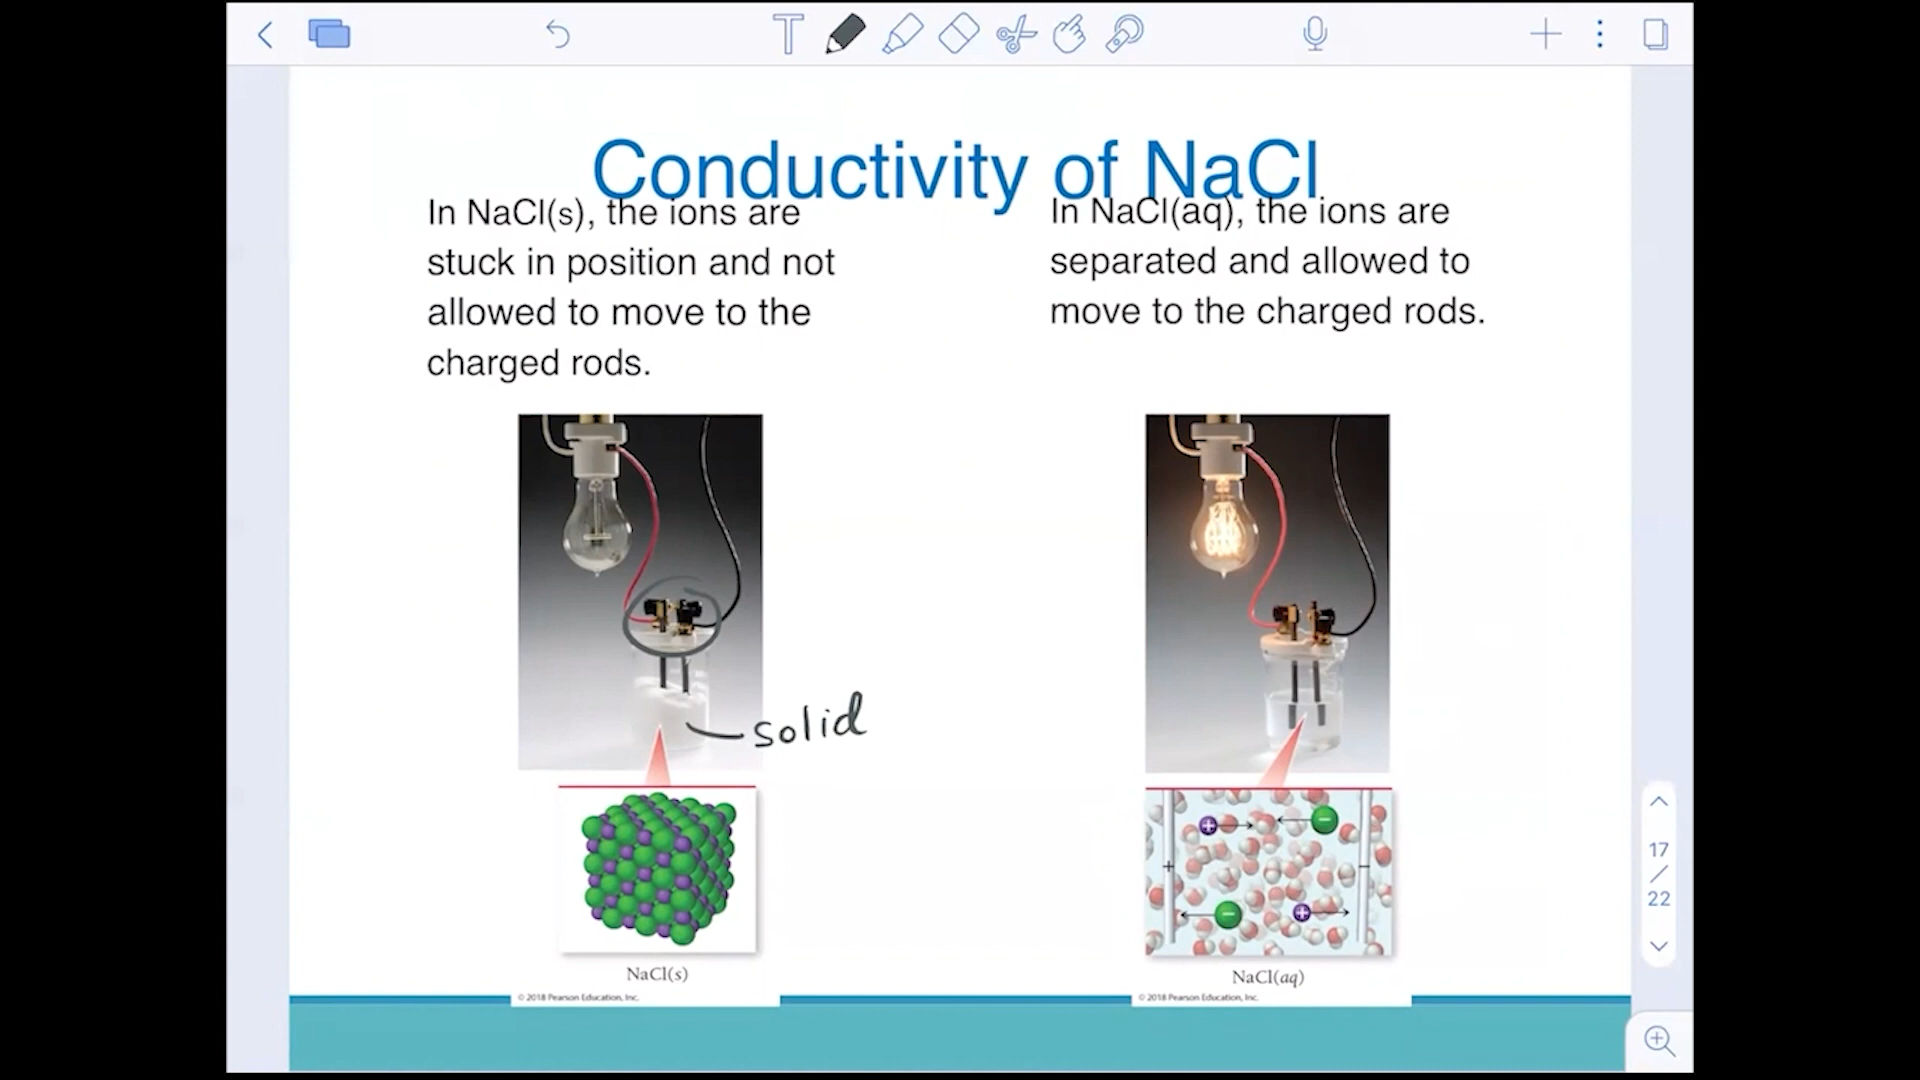 Conductivity of NaCl
In NaCl(s), the ions are
stuck in position and not
allowed to move to the
charged rods.
In NaCl(aq), the ions are
separated and allowed to
move to the charged rods.
solid
+
−
+
−
−
+
NaCl(s)
NaCl(aq)
© 2018 Pearson Education, Inc.
© 2018 Pearson Education, Inc.
T
17
/
22